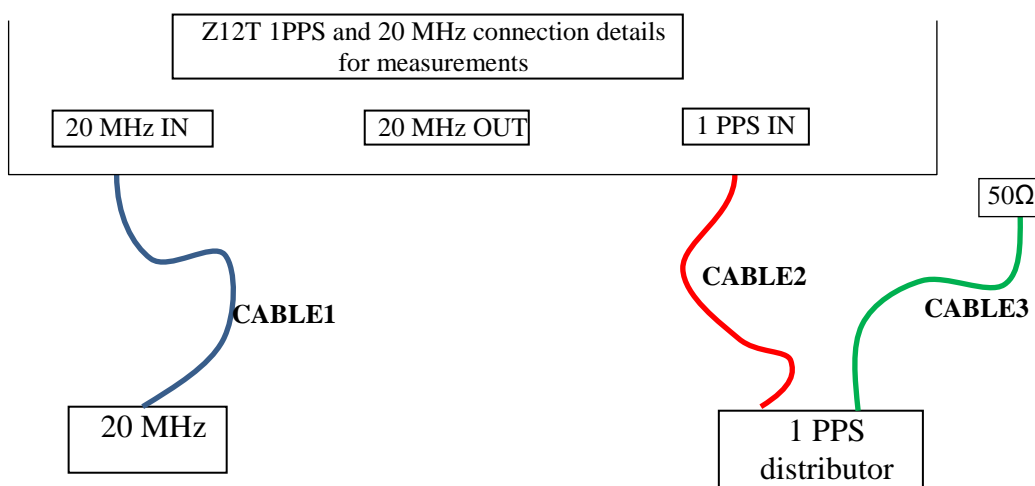 Z12T 1PPS and 20 MHz connection details
for measurements
20 MHz IN
20 MHz OUT
1 PPS IN
50Ω
CABLE2
CABLE3
CABLE1
20 MHz
1 PPS
distributor